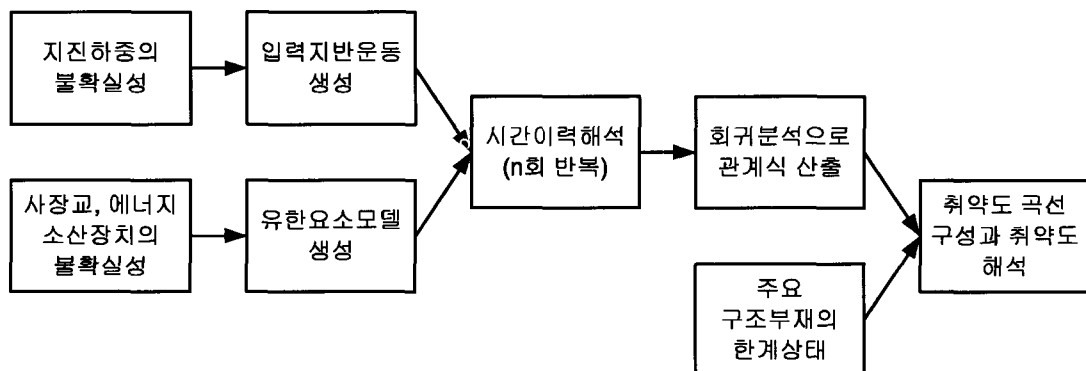 지진하중의
불확실성
입력지반운동
생성
사장교, 에너지
소산장치의
불확실성
유한요소모델
생성
시간이력해석
(n회 반복)
회귀분석으로
관계식 산출
주요
구조부재의
한계상태
취약도 곡선
구성과 취약도
해석